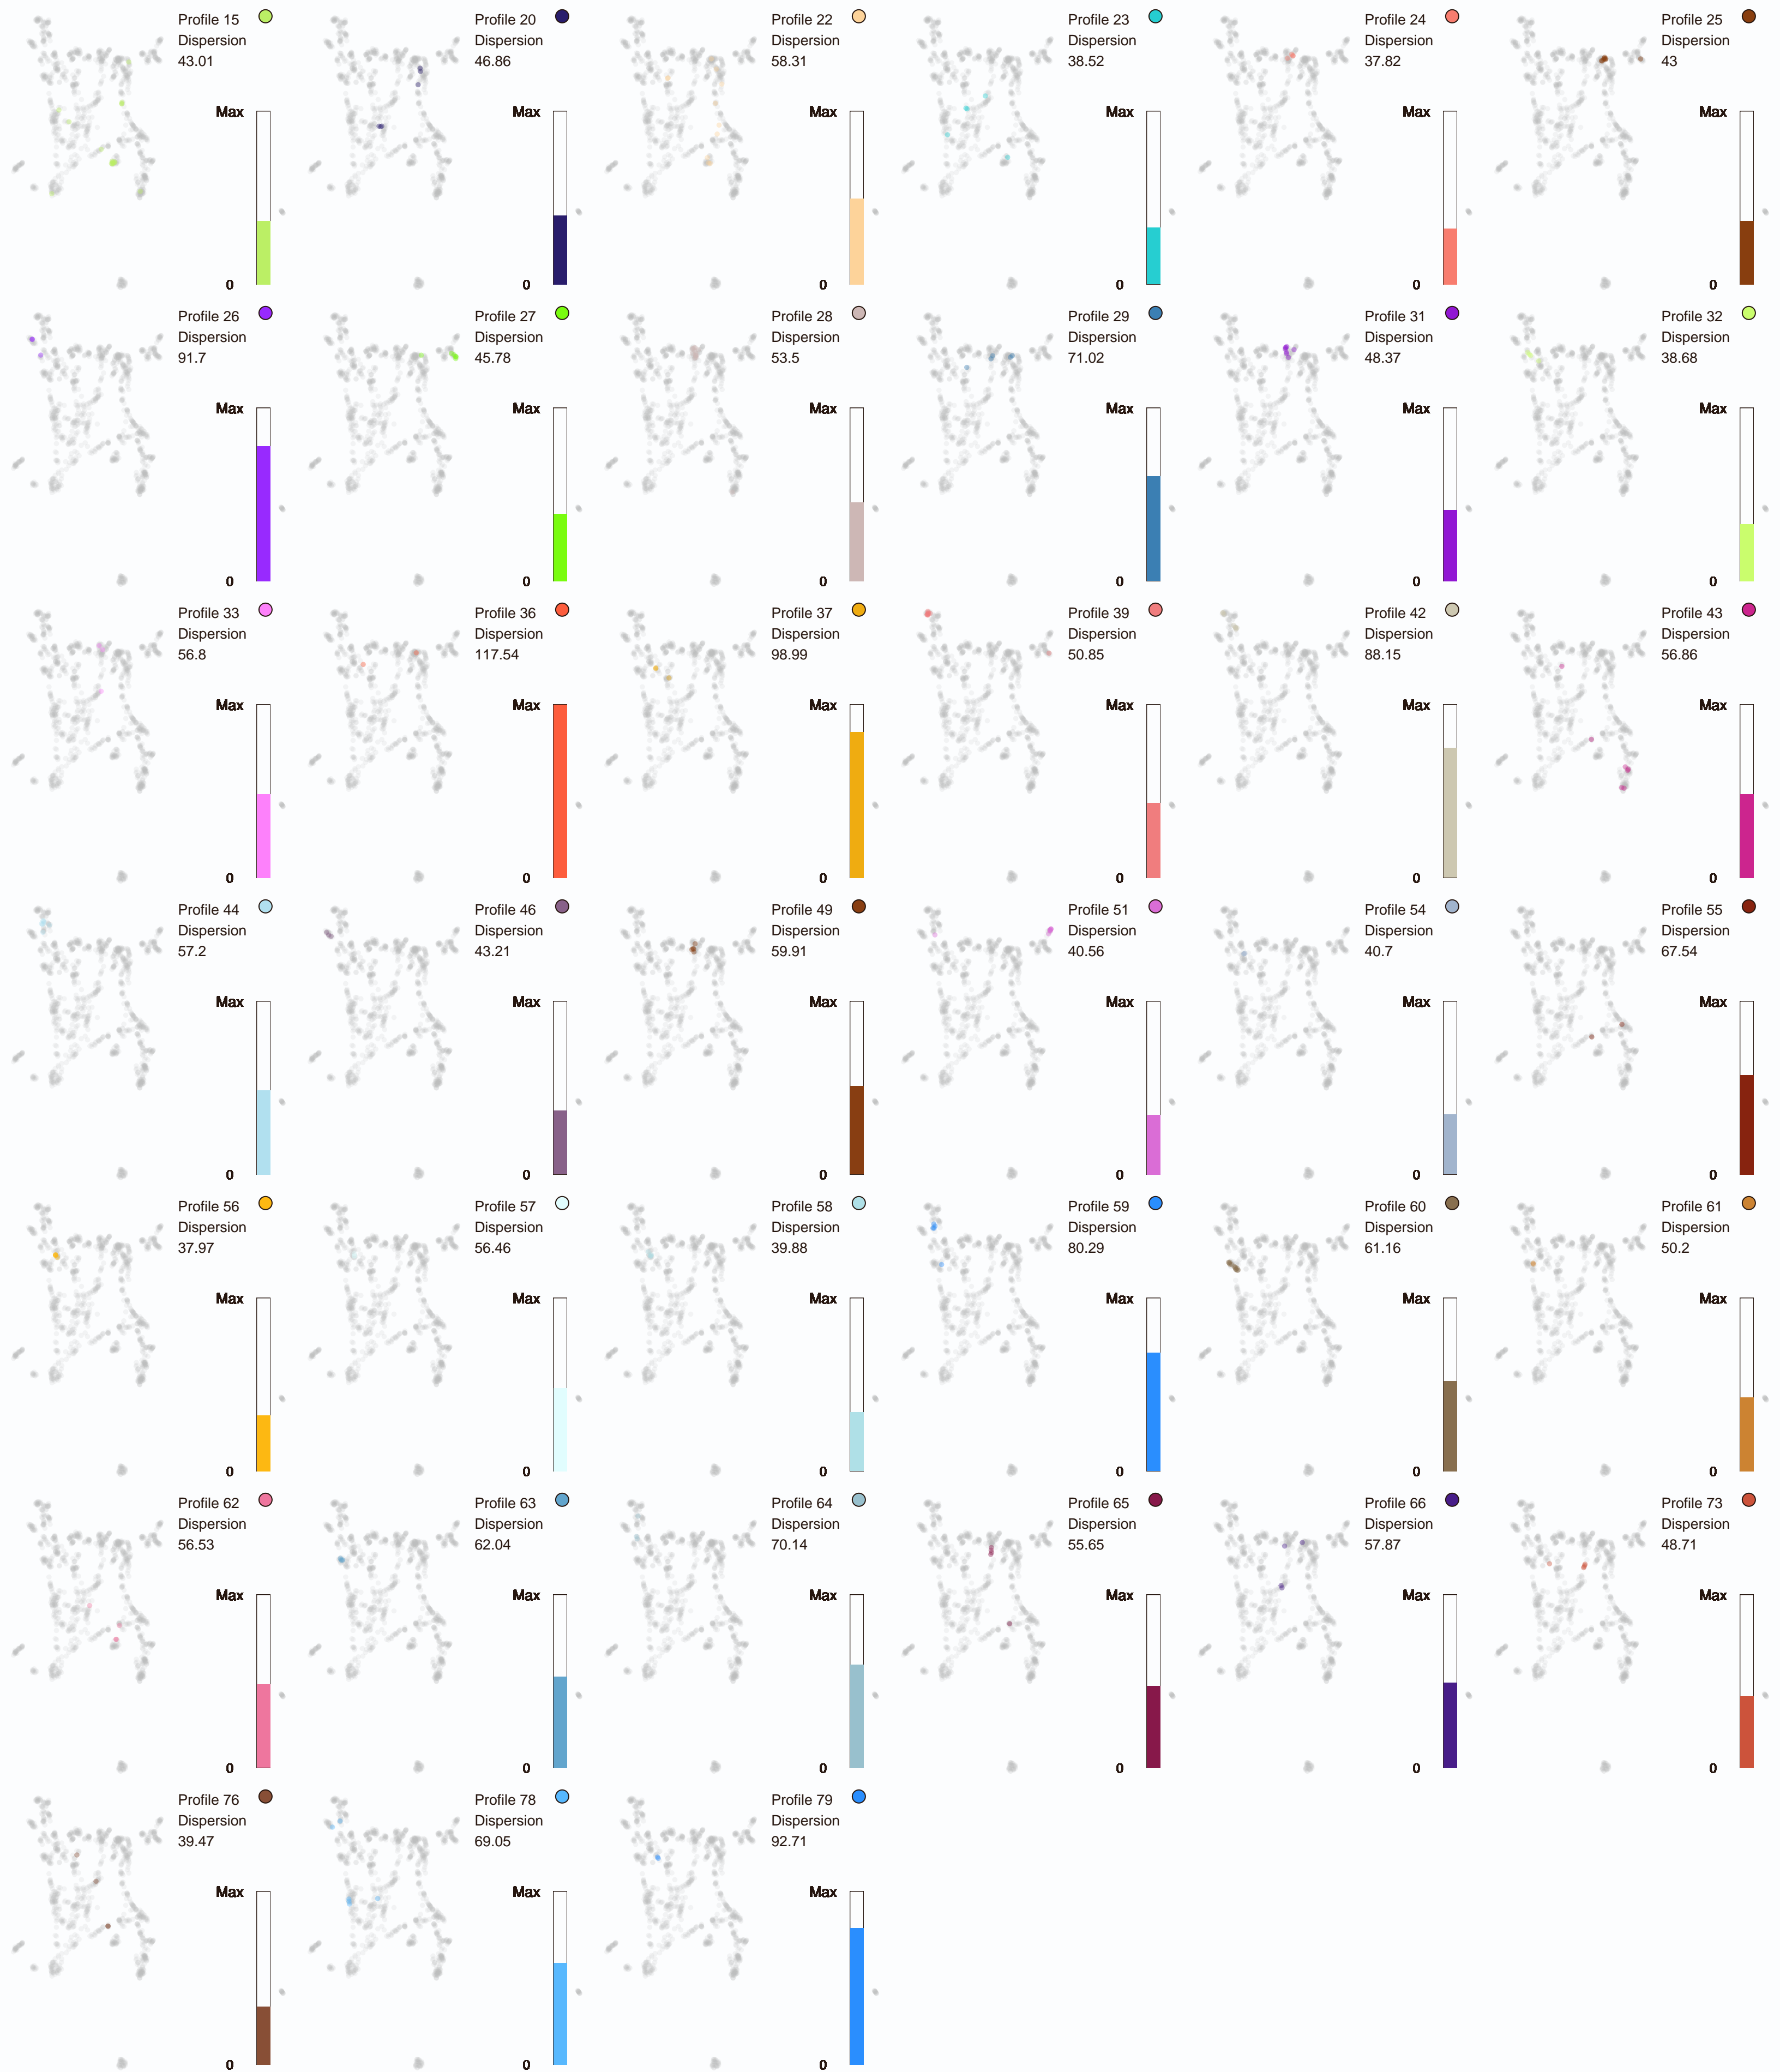 Profile 15
Dispersion
43.01
Max
0
Profile 20
Dispersion
46.86
Max
0
Profile 22
Dispersion
58.31
Max
0
Profile 23
Dispersion
38.52
Max
0
Profile 24
Dispersion
37.82
Max
0
Profile 25
Dispersion
43
Max
0
Profile 26
Dispersion
91.7
Max
0
Profile 27
Dispersion
45.78
Max
0
Profile 28
Dispersion
53.5
Max
0
Profile 29
Dispersion
71.02
Max
0
Profile 31
Dispersion
48.37
Max
0
Profile 32
Dispersion
38.68
Max
0
Profile 33
Dispersion
56.8
Max
0
Profile 36
Dispersion
117.54
Max
0
Profile 37
Dispersion
98.99
Max
0
Profile 39
Dispersion
50.85
Max
0
Profile 42
Dispersion
88.15
Max
0
Profile 43
Dispersion
56.86
Max
0
Profile 44
Dispersion
57.2
Max
0
Profile 46
Dispersion
43.21
Max
0
Profile 49
Dispersion
59.91
Max
0
Profile 51
Dispersion
40.56
Max
0
Profile 54
Dispersion
40.7
Max
0
Profile 55
Dispersion
67.54
Max
0
Profile 56
Dispersion
37.97
Max
0
Profile 57
Dispersion
56.46
Max
0
Profile 58
Dispersion
39.88
Max
0
Profile 59
Dispersion
80.29
Max
0
Profile 60
Dispersion
61.16
Max
0
Profile 61
Dispersion
50.2
Max
0
Profile 62
Dispersion
56.53
Max
0
Profile 63
Dispersion
62.04
Max
0
Profile 64
Dispersion
70.14
Max
0
Profile 65
Dispersion
55.65
Max
0
Profile 66
Dispersion
57.87
Max
0
Profile 73
Dispersion
48.71
Max
0
Profile 76
Dispersion
39.47
Max
0
Profile 78
Dispersion
69.05
Max
0
Profile 79
Dispersion
92.71
Max
0